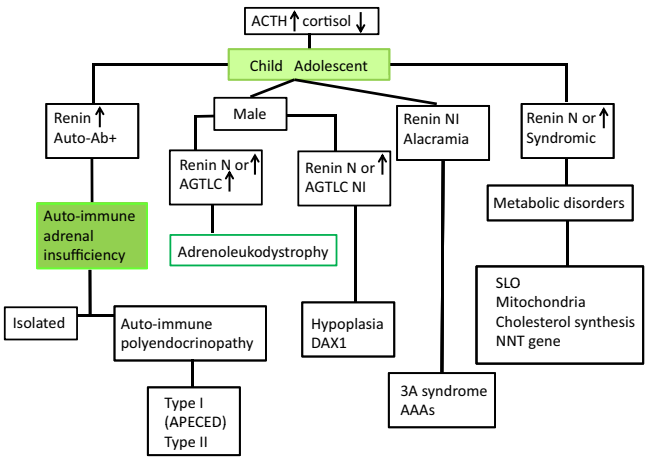 ACTH ↑ cortisol ↓
Child Adolescent
Renin ↑
Auto-Ab+
Male
Renin NI
Alacramia
Renin N or ↑
Syndromic
Renin N or ↑
AGTLC ↑
Renin N or ↑
AGTLC NI
Metabolic disorders
Auto-immune
adrenal
insufficiency
Adrenoleukodystrophy
SLO
Mitochondria
Cholesterol synthesis
NNT gene
Isolated
Auto-immune
polyendocrinopathy
Hypoplasia
DAX1
3A syndrome
AAAs
Type I
(APECED)
Type II